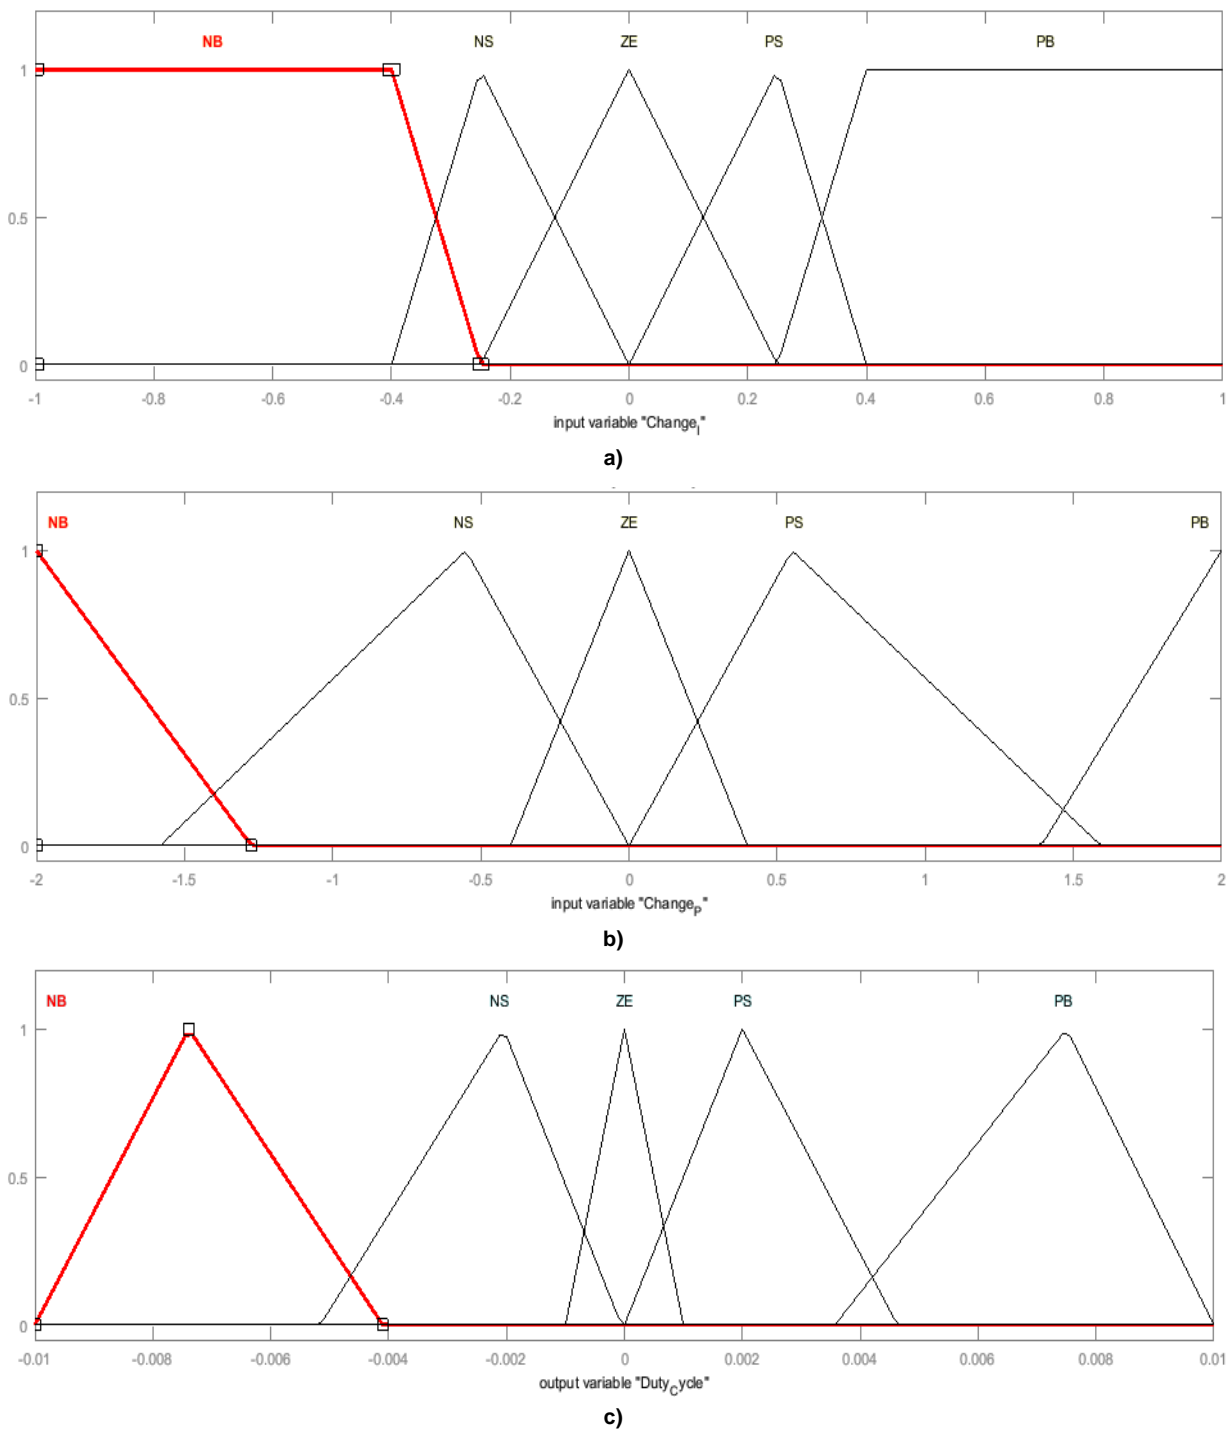 NB NS ZE PS PB
1
0.5
0
-1 -0.8 -0.6 -0.4 -0.2 0 0.2 0.4 0.6 0.8 1
input variable "Change_I"
a)
NB NS ZE PS PB
1
0.5
0
-2 -1.5 -1 -0.5 0 0.5 1 1.5 2
input variable "Change_P"
b)
NB NS ZE PS PB
1
0.5
0
-0.01 -0.008 -0.006 -0.004 -0.002 0 0.002 0.004 0.006 0.008 0.01
output variable "Duty_Cycle"
c)